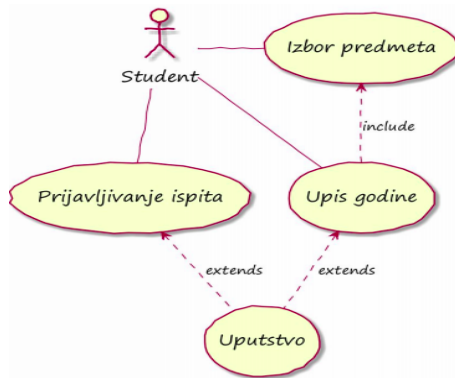 Izbor predmeta
Student
include
Prijavljivanje ispita
Upis godine
extends
extends
Uputstvo